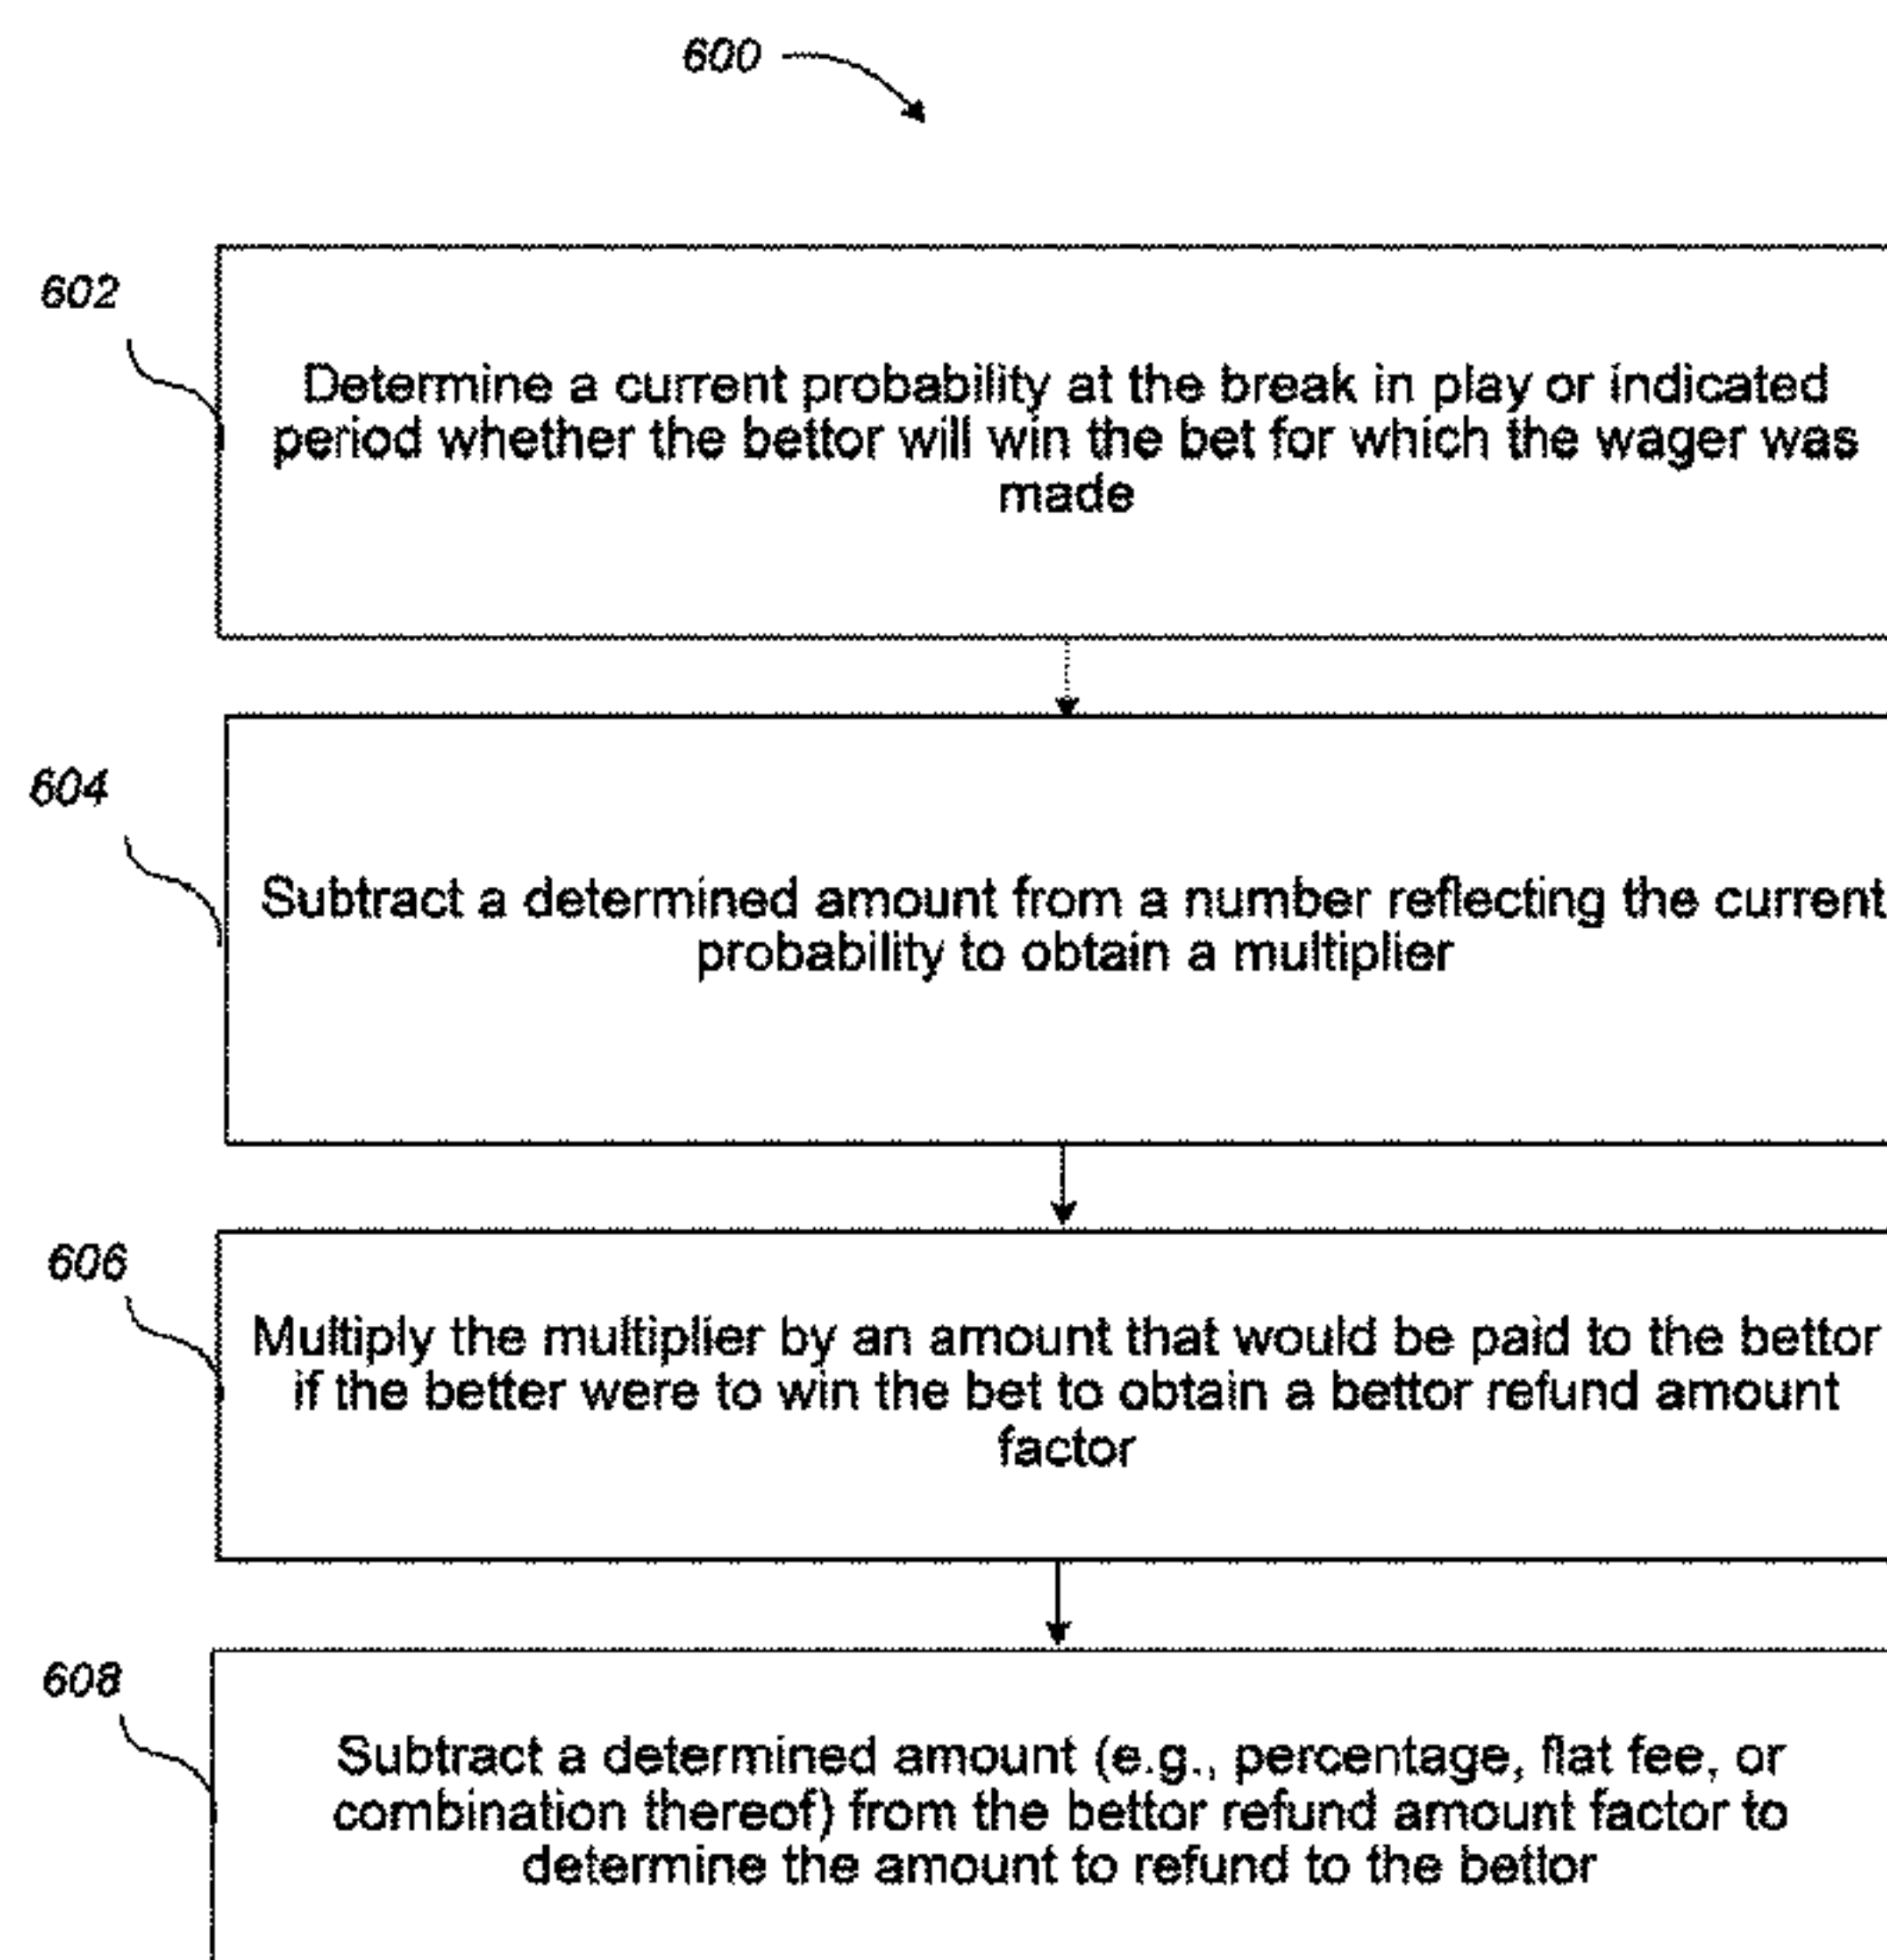 600
602
Determine a current probability at the break in play or indicated
period whether the bettor will win the bet for which the wager was
made
604
Subtract a determined amount from a number reflecting the current
probability to obtain a multiplier
606
Multiply the multiplier by an amount that would be paid to the bettor
if the better were to win the bet to obtain a bettor refund amount
factor
608
Subtract a determined amount (e.g., percentage, flat fee, or
combination thereof) from the bettor refund amount factor to
determine the amount to refund to the bettor